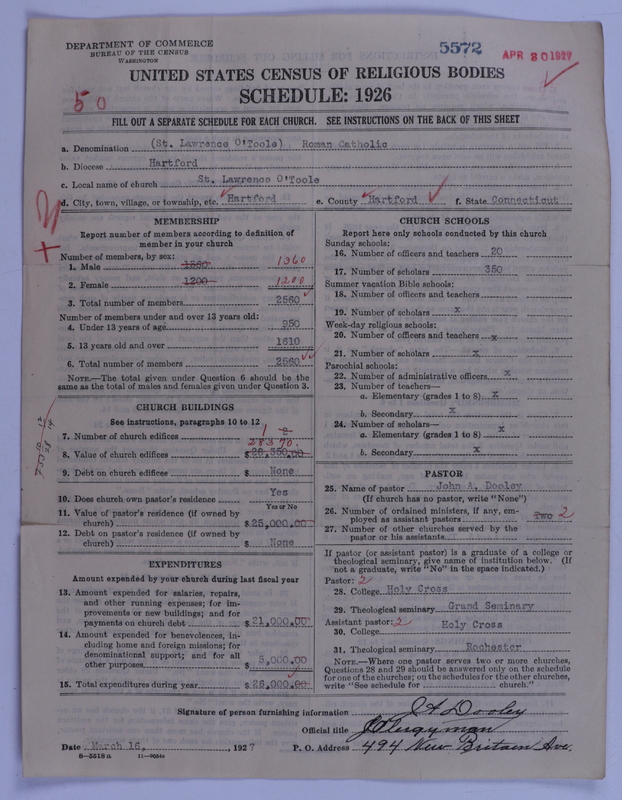 DEPARTMENT OF COMMERCE
BUREAU OF THE CENSUS
WASHINGTON
5572
APR 30 1927
UNITED STATES CENSUS OF RELIGIOUS BODIES
SCHEDULE: 1926
50
FILL OUT A SEPARATE SCHEDULE FOR EACH CHURCH. SEE INSTRUCTIONS ON THE BACK OF THIS SHEET
a. Denomination (St. Lawrence O'Toole) Roman Catholic
b. Diocese Hartford
c. Local name of church St. Lawrence O'Toole
d. City, town, village, or township, etc. Hartford e. County Hartford f. State Connecticut
MEMBERSHIP
Report number of members according to definition of member in your church
Number of members, by sex:
1. Male 1360 1360
2. Female 1200 1200
3. Total number of members 2560
Number of members under and over 13 years old:
4. Under 13 years of age 950
5. 13 years old and over 1610
6. Total number of members 2560
NOTE.—The total given under Question 6 should be the
same as the total of males and females given under Question 3.
CHURCH BUILDINGS
See instructions, paragraphs 10 to 12
7. Number of church edifices 1 2
28370.
8. Value of church edifices $28,350.00
9. Debt on church edifices $ None
10. Does church own pastor's residence Yes
Yes or No
11. Value of pastor's residence (if owned by
church) $25,000.00
12. Debt on pastor's residence (if owned by
church) $ None
EXPENDITURES
Amount expended by your church during last fiscal year
13. Amount expended for salaries, repairs,
and other running expenses; for im-
provements or new buildings; and for
payments on church debt $21,000.00
14. Amount expended for benevolences, in-
cluding home and foreign missions; for
denominational support; and for all
other purposes $5,000.00
15. Total expenditures during year $26,000.00
CHURCH SCHOOLS
Report here only schools conducted by this church
Sunday schools:
16. Number of officers and teachers 20
17. Number of scholars 350
Summer vacation Bible schools:
18. Number of officers and teachers
19. Number of scholars x
Week-day religious schools:
20. Number of officers and teachers x
21. Number of scholars x
Parochial schools:
22. Number of administrative officers x
23. Number of teachers—
a. Elementary (grades 1 to 8) x
b. Secondary x
24. Number of scholars—
a. Elementary (grades 1 to 8) x
b. Secondary x
PASTOR
25. Name of pastor John A. Dooley
(If church has no pastor, write "None")
26. Number of ordained ministers, if any, em-
ployed as assistant pastors Two 2
27. Number of other churches served by the
pastor or his assistants
If pastor (or assistant pastor) is a graduate of a college or
theological seminary, give name of institution below. (If
not a graduate, write "No" in the space indicated.)
Pastor: 2
28. College Holy Cross
29. Theological seminary Grand Seminary
Assistant pastor: 2
30. College Holy Cross
31. Theological seminary Rochester
NOTE.—Where one pastor serves two or more churches,
Questions 28 and 29 should be answered only on the schedule
for one of the churches; on the schedules for the other churches,
write "See schedule for church."
Signature of person furnishing information J A Dooley
Official title Clergyman
Date March 16, 1927 P. O. Address 494 New Britain Ave.
8-5518a 11-9054a